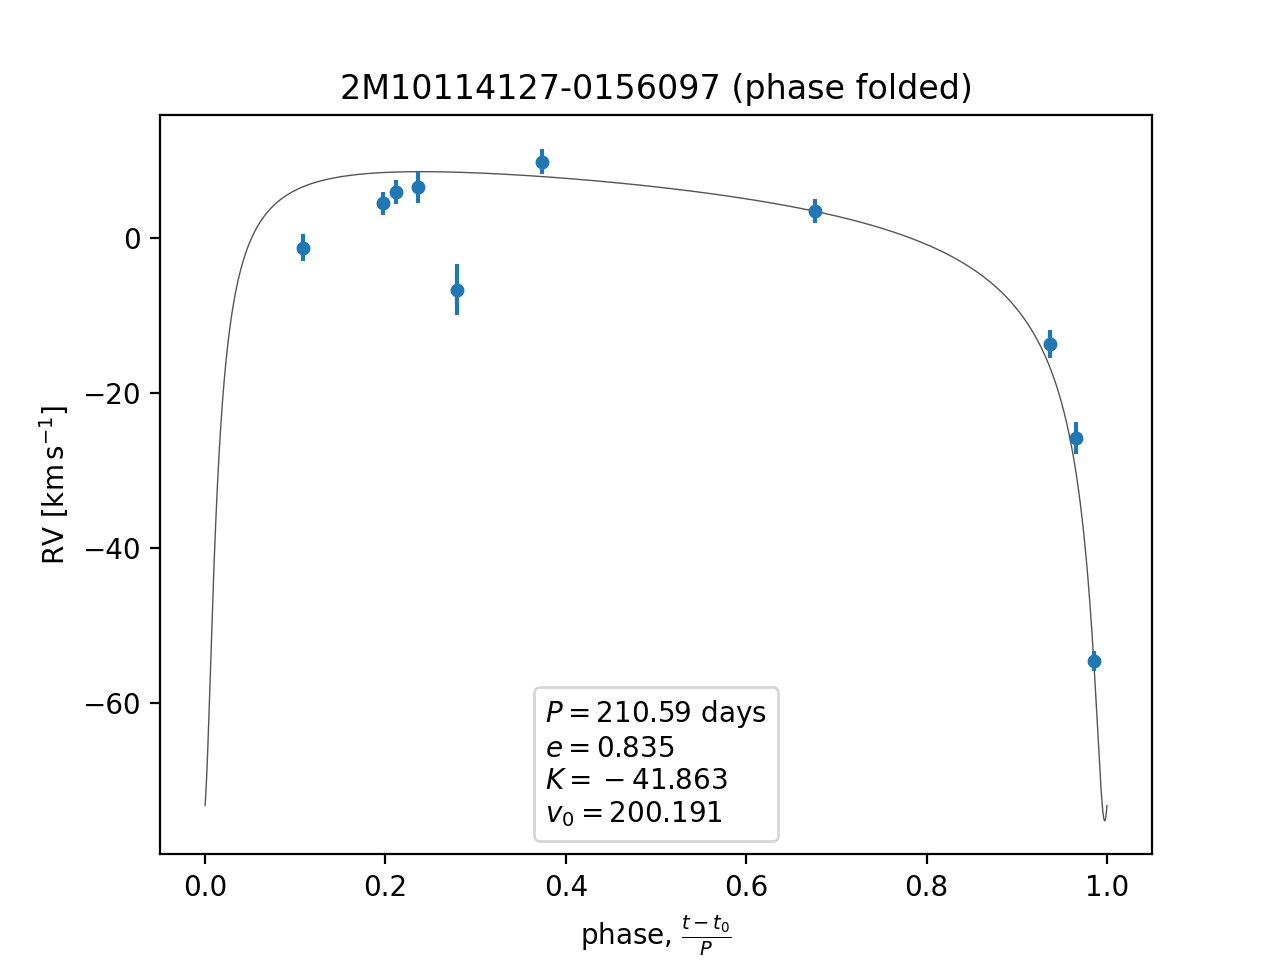 2M10114127-0156097 (phase folded)
RV [km s⁻¹]
0
−20
−40
−60
P = 210.59 days
e = 0.835
K = −41.863
v₀ = 200.191
0.0 0.2 0.4 0.6 0.8 1.0
phase, (t − t₀)/P